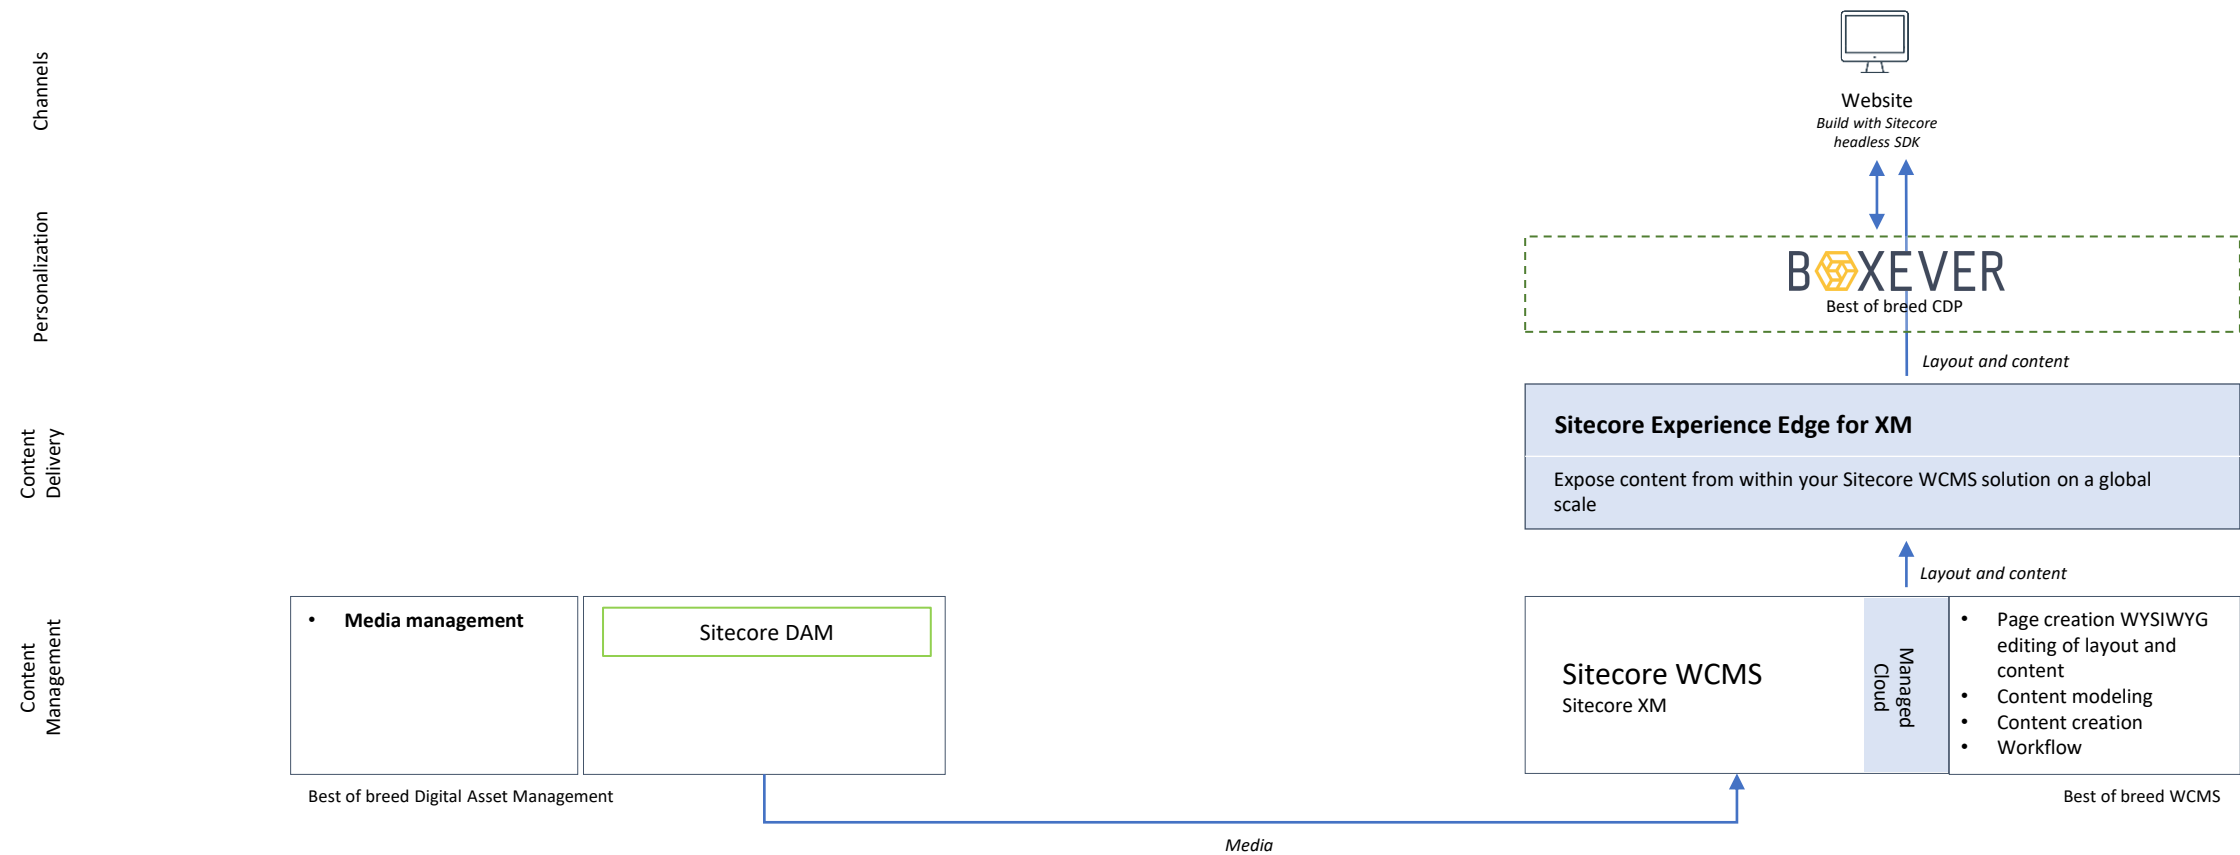 Channels
Website
Build with Sitecore
headless SDK
Personalization
BOXEVER
Best of breed CDP
Layout and content
Content
Delivery
Sitecore Experience Edge for XM
Expose content from within your Sitecore WCMS solution on a global
scale
Layout and content
Content
Management
• Media management
Sitecore DAM
Best of breed Digital Asset Management
Media
Sitecore WCMS
Sitecore XM
Managed
Cloud
• Page creation WYSIWYG
editing of layout and
content
• Content modeling
• Content creation
• Workflow
Best of breed WCMS